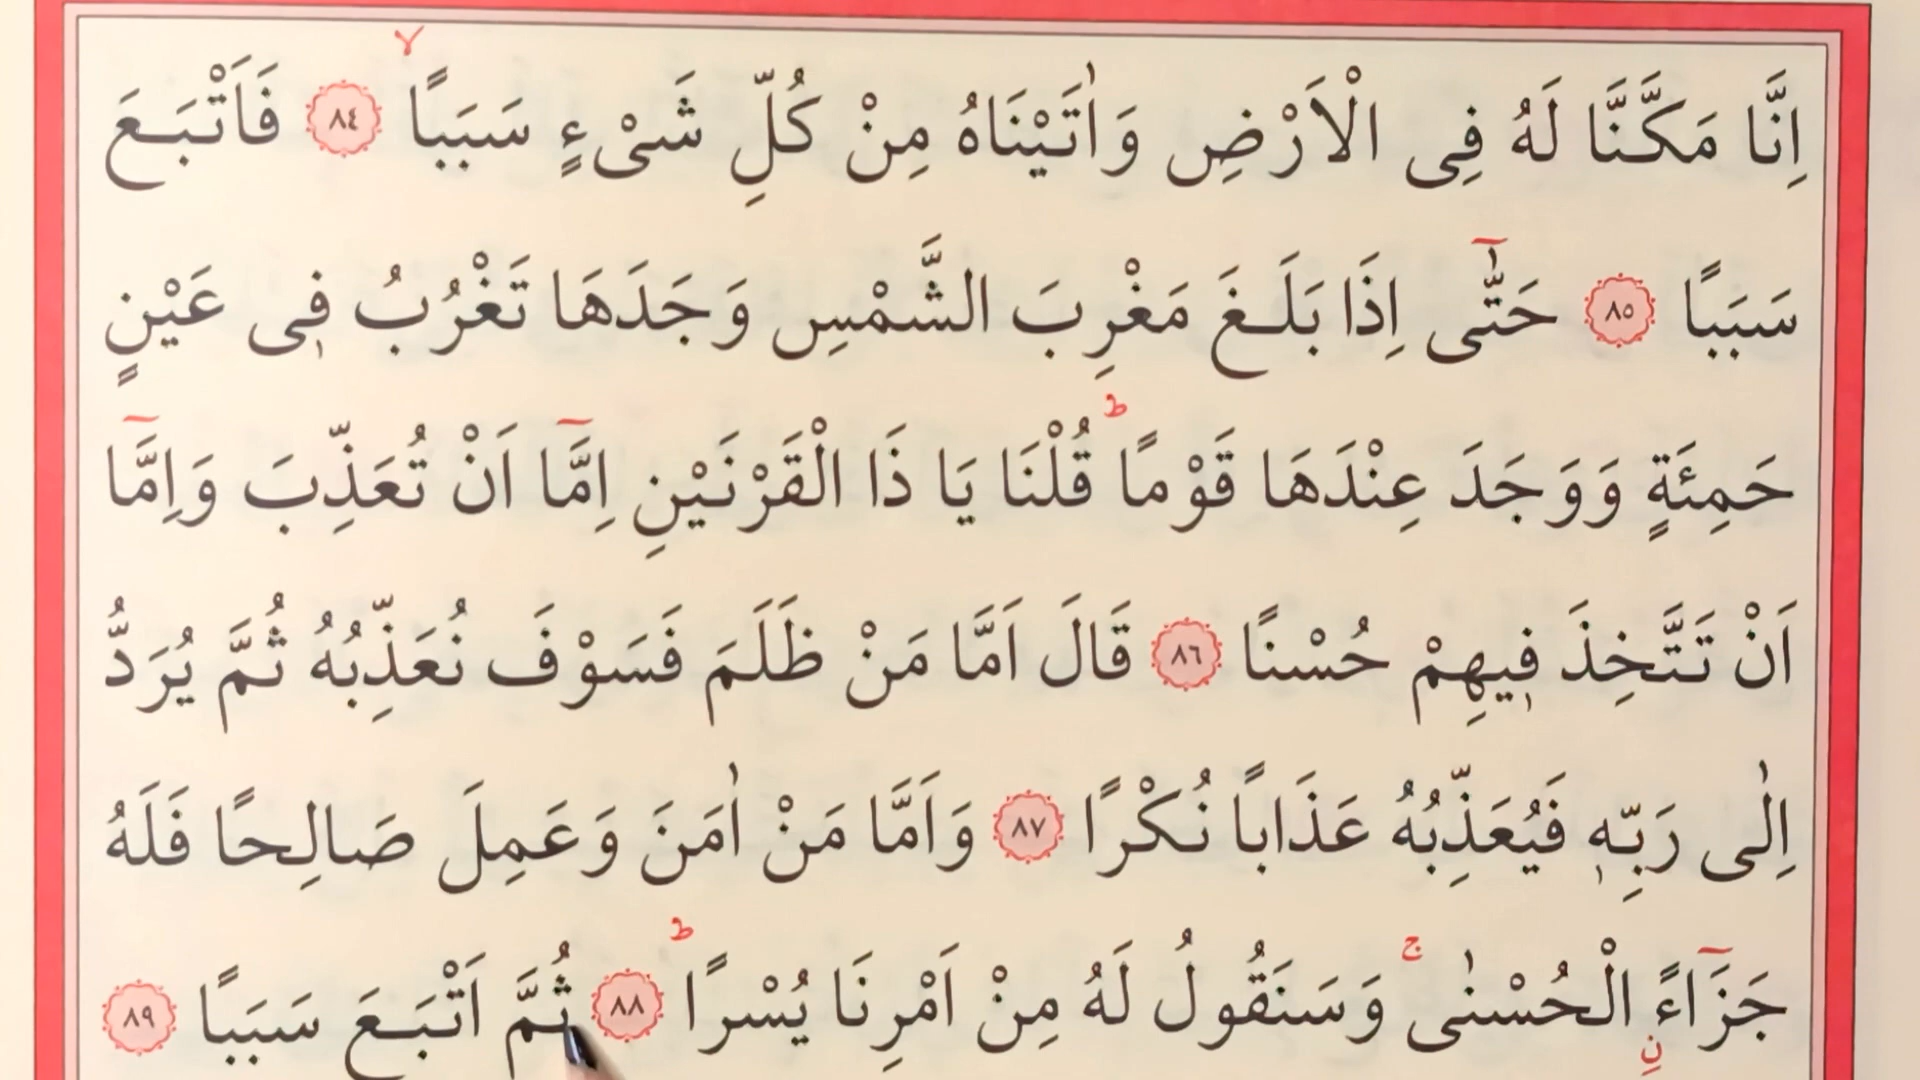 اِنَّا مَكَّنَّا لَهُ فِى الْاَرْضِ وَاٰتَيْنَاهُ مِنْ كُلِّ شَىْءٍ سَبَبًاۙ ٨٤ فَاَتْبَعَ
سَبَبًا ٨٥ حَتّٰٓى اِذَا بَلَغَ مَغْرِبَ الشَّمْسِ وَجَدَهَا تَغْرُبُ ف۪ى عَيْنٍ
حَمِئَةٍ وَوَجَدَ عِنْدَهَا قَوْمًاۜ قُلْنَا يَا ذَا الْقَرْنَيْنِ اِمَّٓا اَنْ تُعَذِّبَ وَاِمَّٓا
اَنْ تَتَّخِذَ ف۪يهِمْ حُسْنًا ٨٦ قَالَ اَمَّا مَنْ ظَلَمَ فَسَوْفَ نُعَذِّبُهُ ثُمَّ يُرَدُّ
اِلٰى رَبِّه۪ فَيُعَذِّبُهُ عَذَابًا نُكْرًا ٨٧ وَاَمَّا مَنْ اٰمَنَ وَعَمِلَ صَالِحًا فَلَهُ
جَزَٓاءًۨ الْحُسْنٰىۚ وَسَنَقُولُ لَهُ مِنْ اَمْرِنَا يُسْرًاۜ ٨٨ ثُمَّ اَتْبَعَ سَبَبًا ٨٩